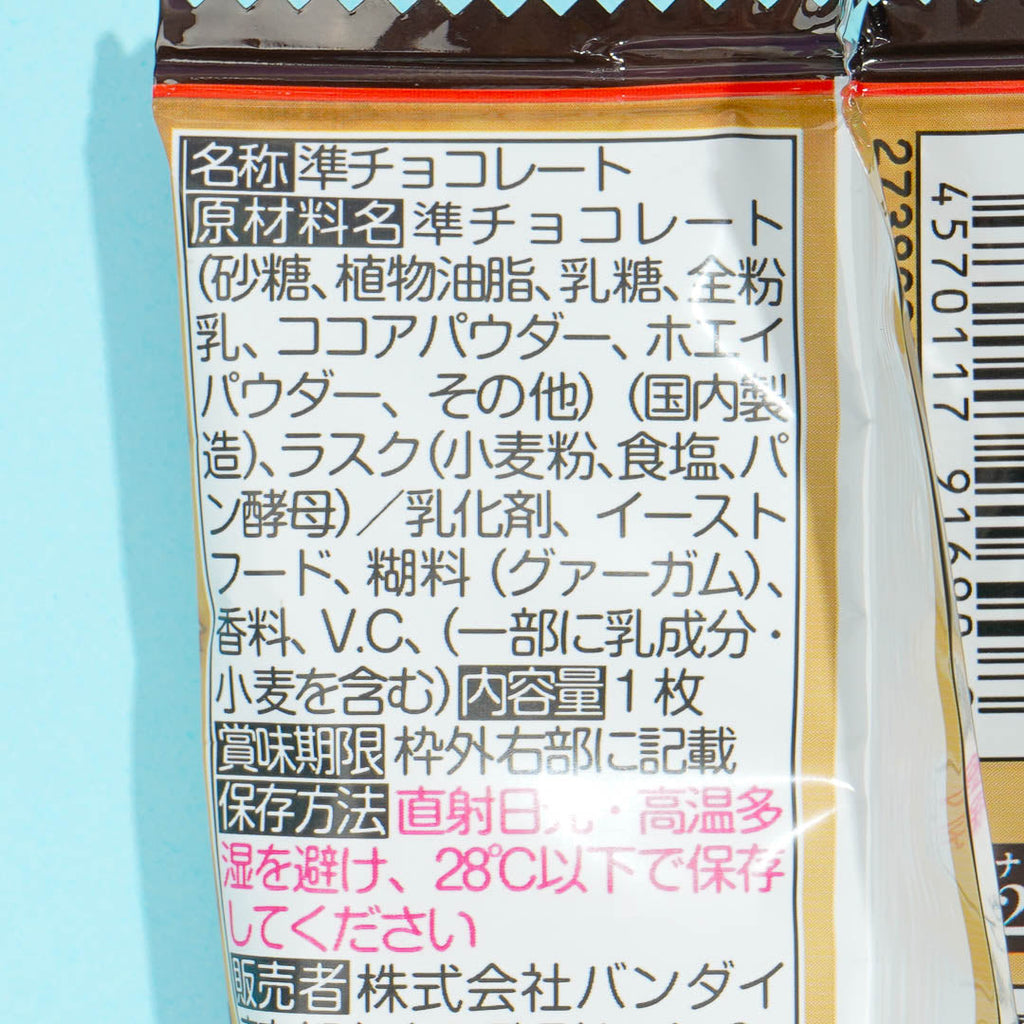 名称 準チョコレート
原材料名 準チョコレート
(砂糖、植物油脂、乳糖、全粉
乳、ココアパウダー、ホエイ
パウダー、その他)(国内製
造)、ラスク(小麦粉、食塩、パ
ン酵母)／乳化剤、イースト
フード、糊料(グァーガム)、
香料、V.C、(一部に乳成分・
小麦を含む) 内容量 1枚
賞味期限 枠外右部に記載
保存方法 直射日光・高温多
湿を避け、28℃以下で保存
してください
販売者 株式会社バンダイ
4570117